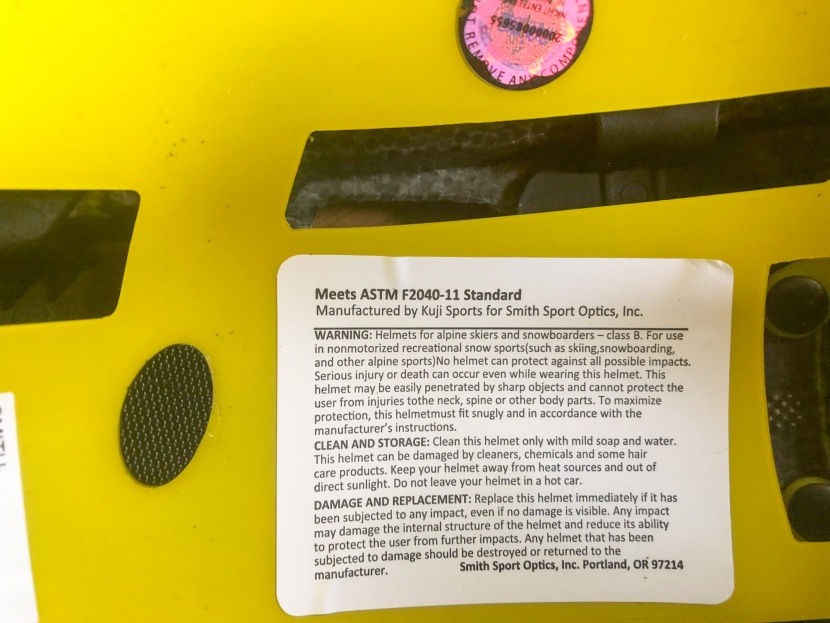 NICHT ENTFERNEN
2000085655
REMOVE ANY COMPONEN
Meets ASTM F2040-11 Standard
Manufactured by Kuji Sports for Smith Sport Optics, Inc.
WARNING: Helmets for alpine skiers and snowboarders – class B. For use
in nonmotorized recreational snow sports(such as skiing,snowboarding,
and other alpine sports)No helmet can protect against all possible impacts.
Serious injury or death can occur even while wearing this helmet. This
helmet may be easily penetrated by sharp objects and cannot protect the
user from injuries tothe neck, spine or other body parts. To maximize
protection, this helmetmust fit snugly and in accordance with the
manufacturer's instructions.
CLEAN AND STORAGE: Clean this helmet only with mild soap and water.
This helmet can be damaged by cleaners, chemicals and some hair
care products. Keep your helmet away from heat sources and out of
direct sunlight. Do not leave your helmet in a hot car.
DAMAGE AND REPLACEMENT: Replace this helmet immediately if it has
been subjected to any impact, even if no damage is visible. Any impact
may damage the internal structure of the helmet and reduce its ability
to protect the user from further impacts. Any helmet that has been
subjected to damage should be destroyed or returned to the
manufacturer. Smith Sport Optics, Inc. Portland, OR 97214